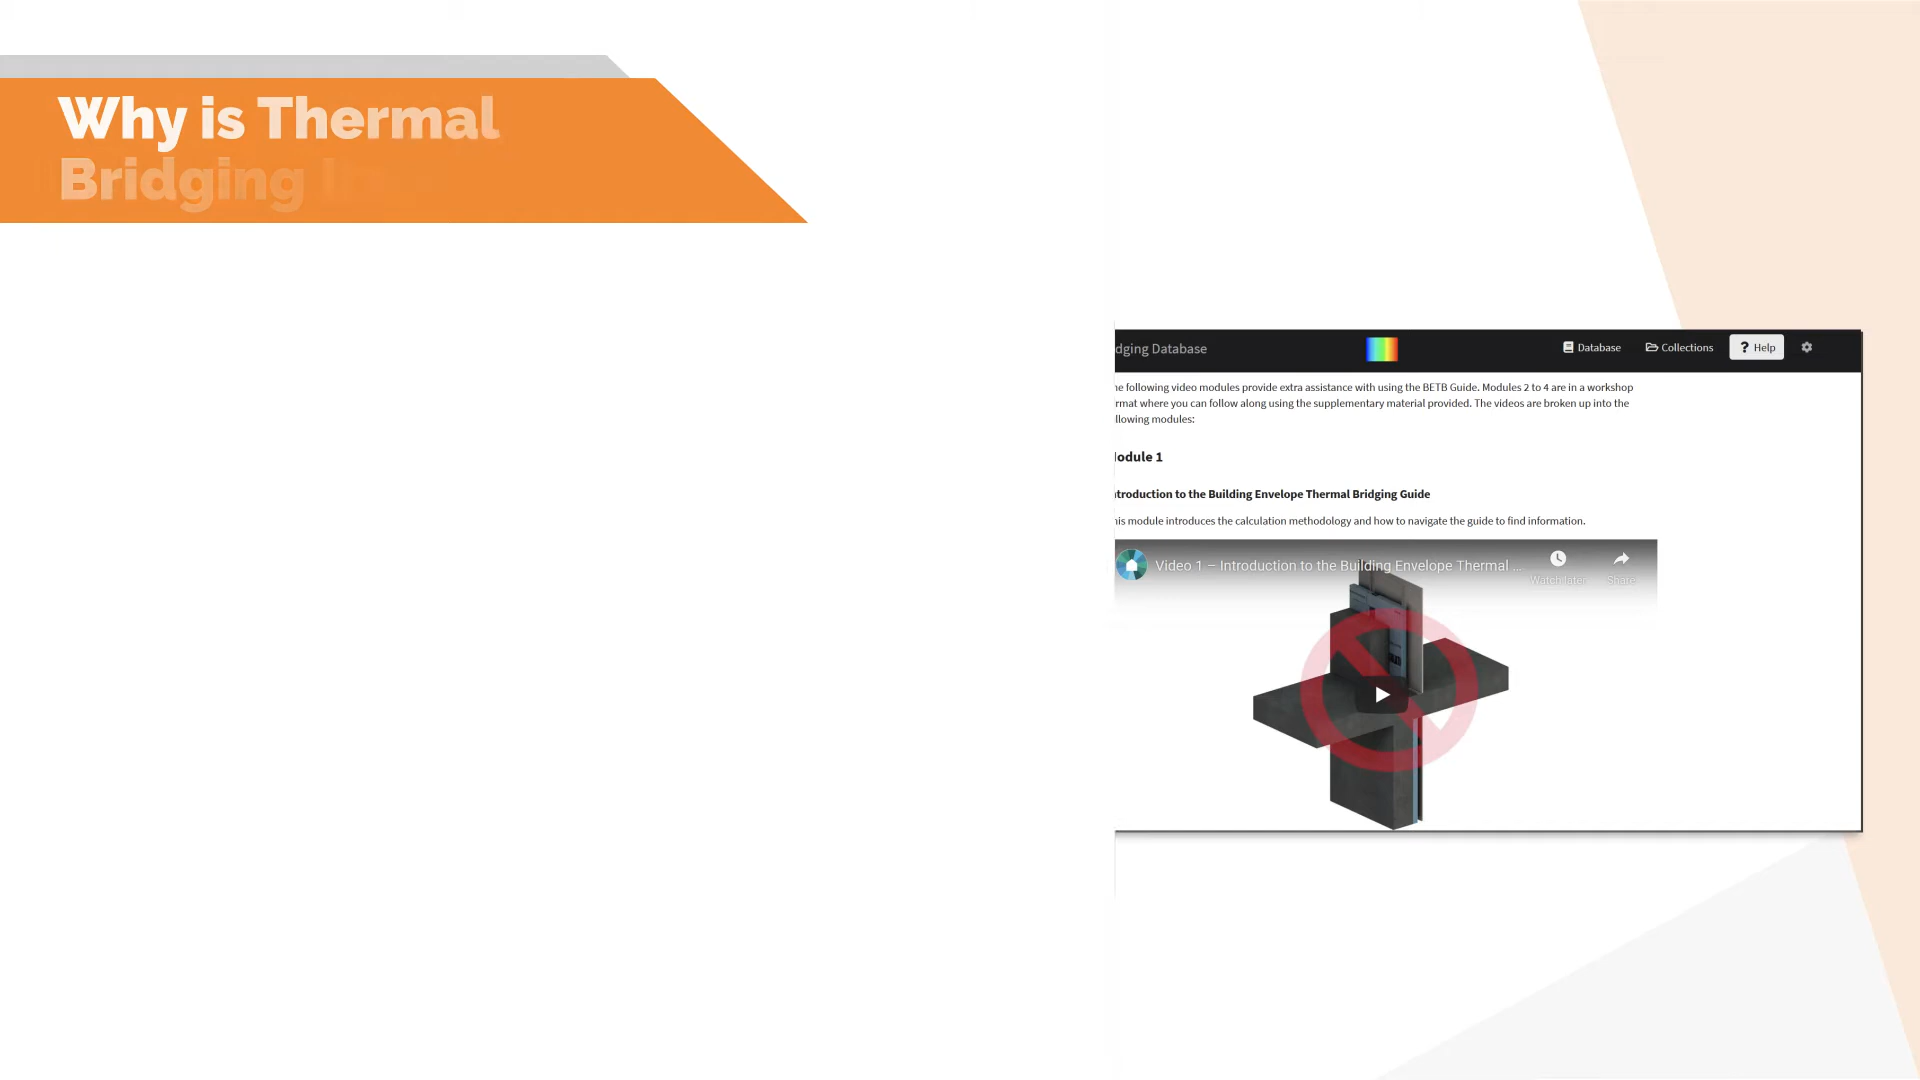 Why is Thermal
Bridging
dging Database
Database
Collections
? Help
e following video modules provide extra assistance with using the BETB Guide. Modules 2 to 4 are in a workshop
rmat where you can follow along using the supplementary material provided. The videos are broken up into the
llowing modules:
odule 1
troduction to the Building Envelope Thermal Bridging Guide
is module introduces the calculation methodology and how to navigate the guide to find information.
Video 1 – Introduction to the Building Envelope Thermal ...
Watch later
Share